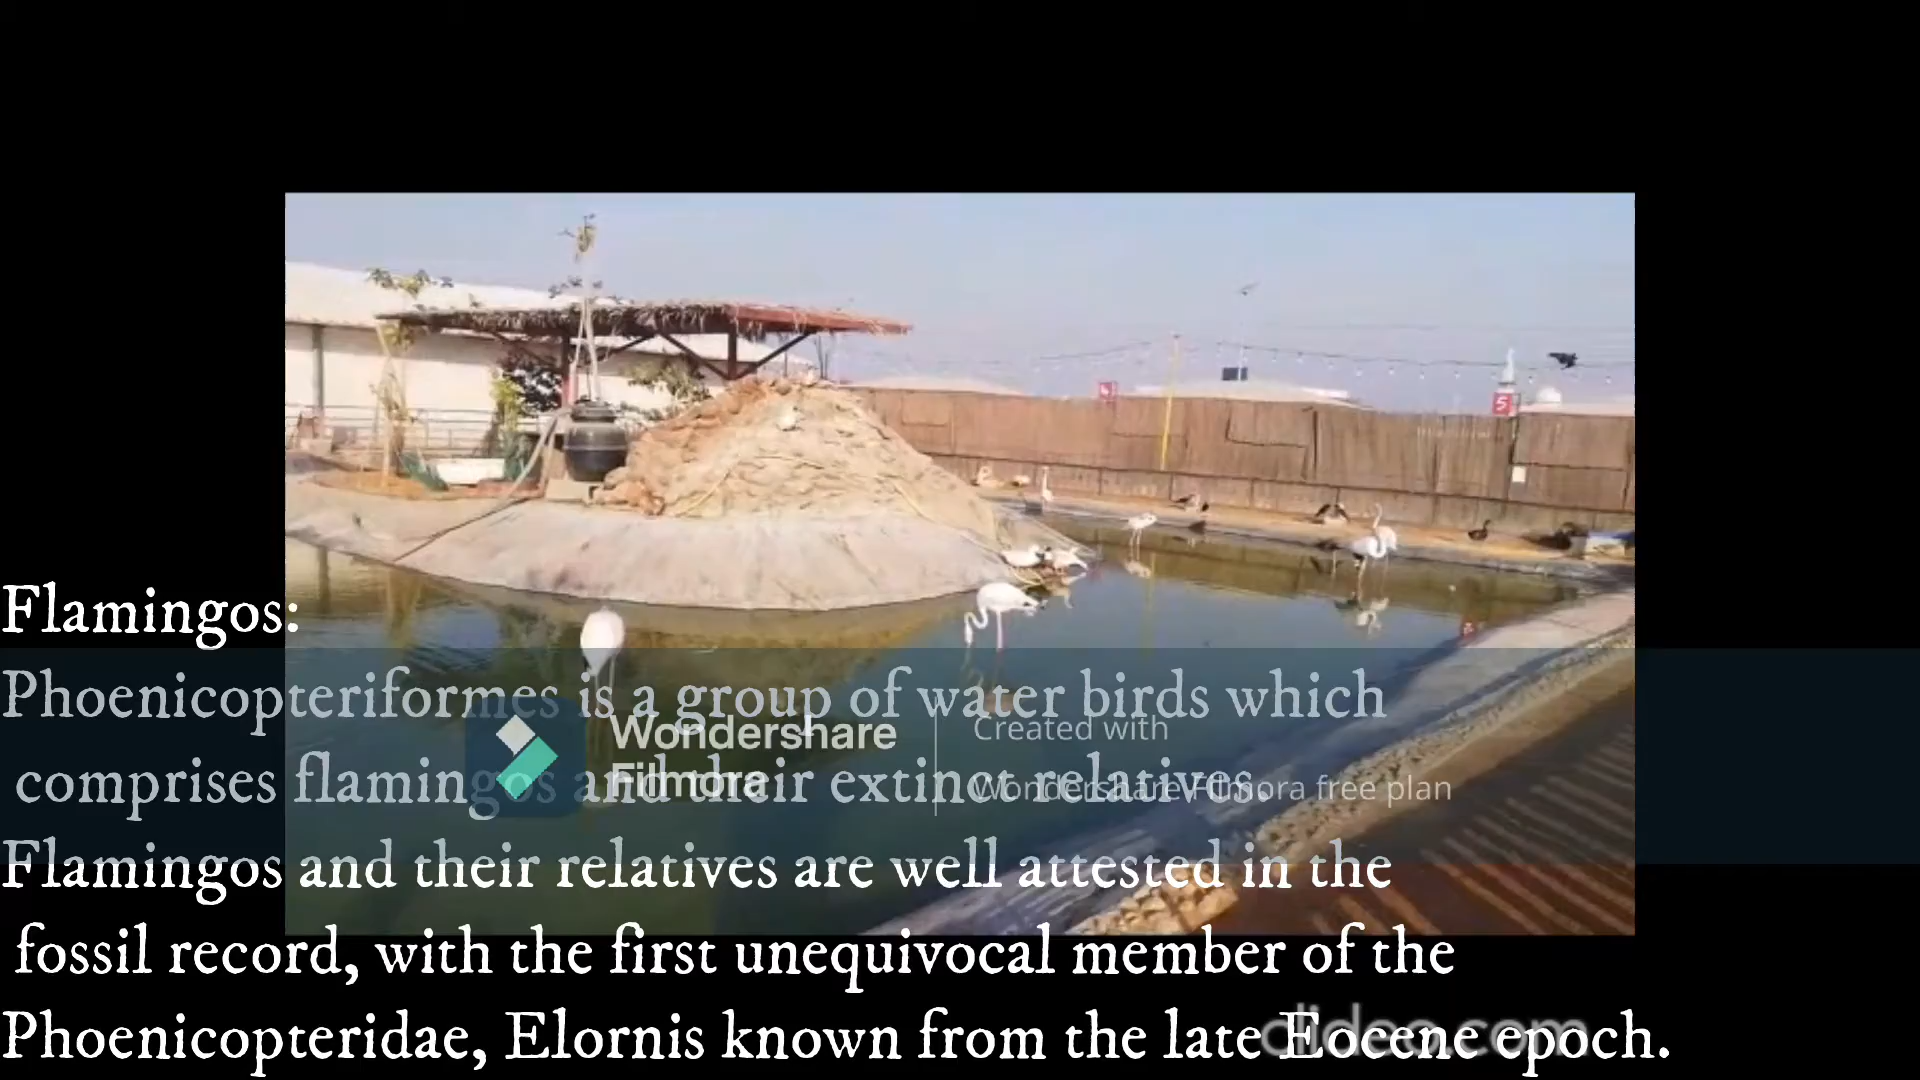 5
Flamingos:
Phoenicopteriformes is a group of water birds which
Wondershare
Filmora
Created with
Wondershare Filmora free plan
comprises flamingos and their extinct relatives.
Flamingos and their relatives are well attested in the
fossil record, with the first unequivocal member of the
Phoenicopteridae, Elornis known from the late Eocene epoch.
clideo.com